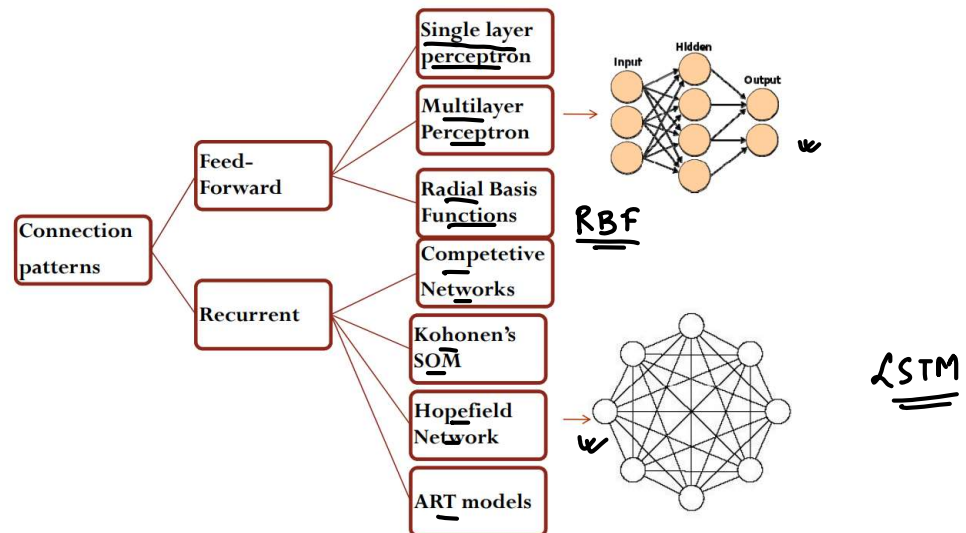 Connection
patterns
Feed-
Forward
Recurrent
Single layer
perceptron
Multilayer
Perceptron
Radial Basis
Functions
Competetive
Networks
Kohonen's
SOM
Hopefield
Network
ART models
Input
Hidden
Output
RBF
LSTM